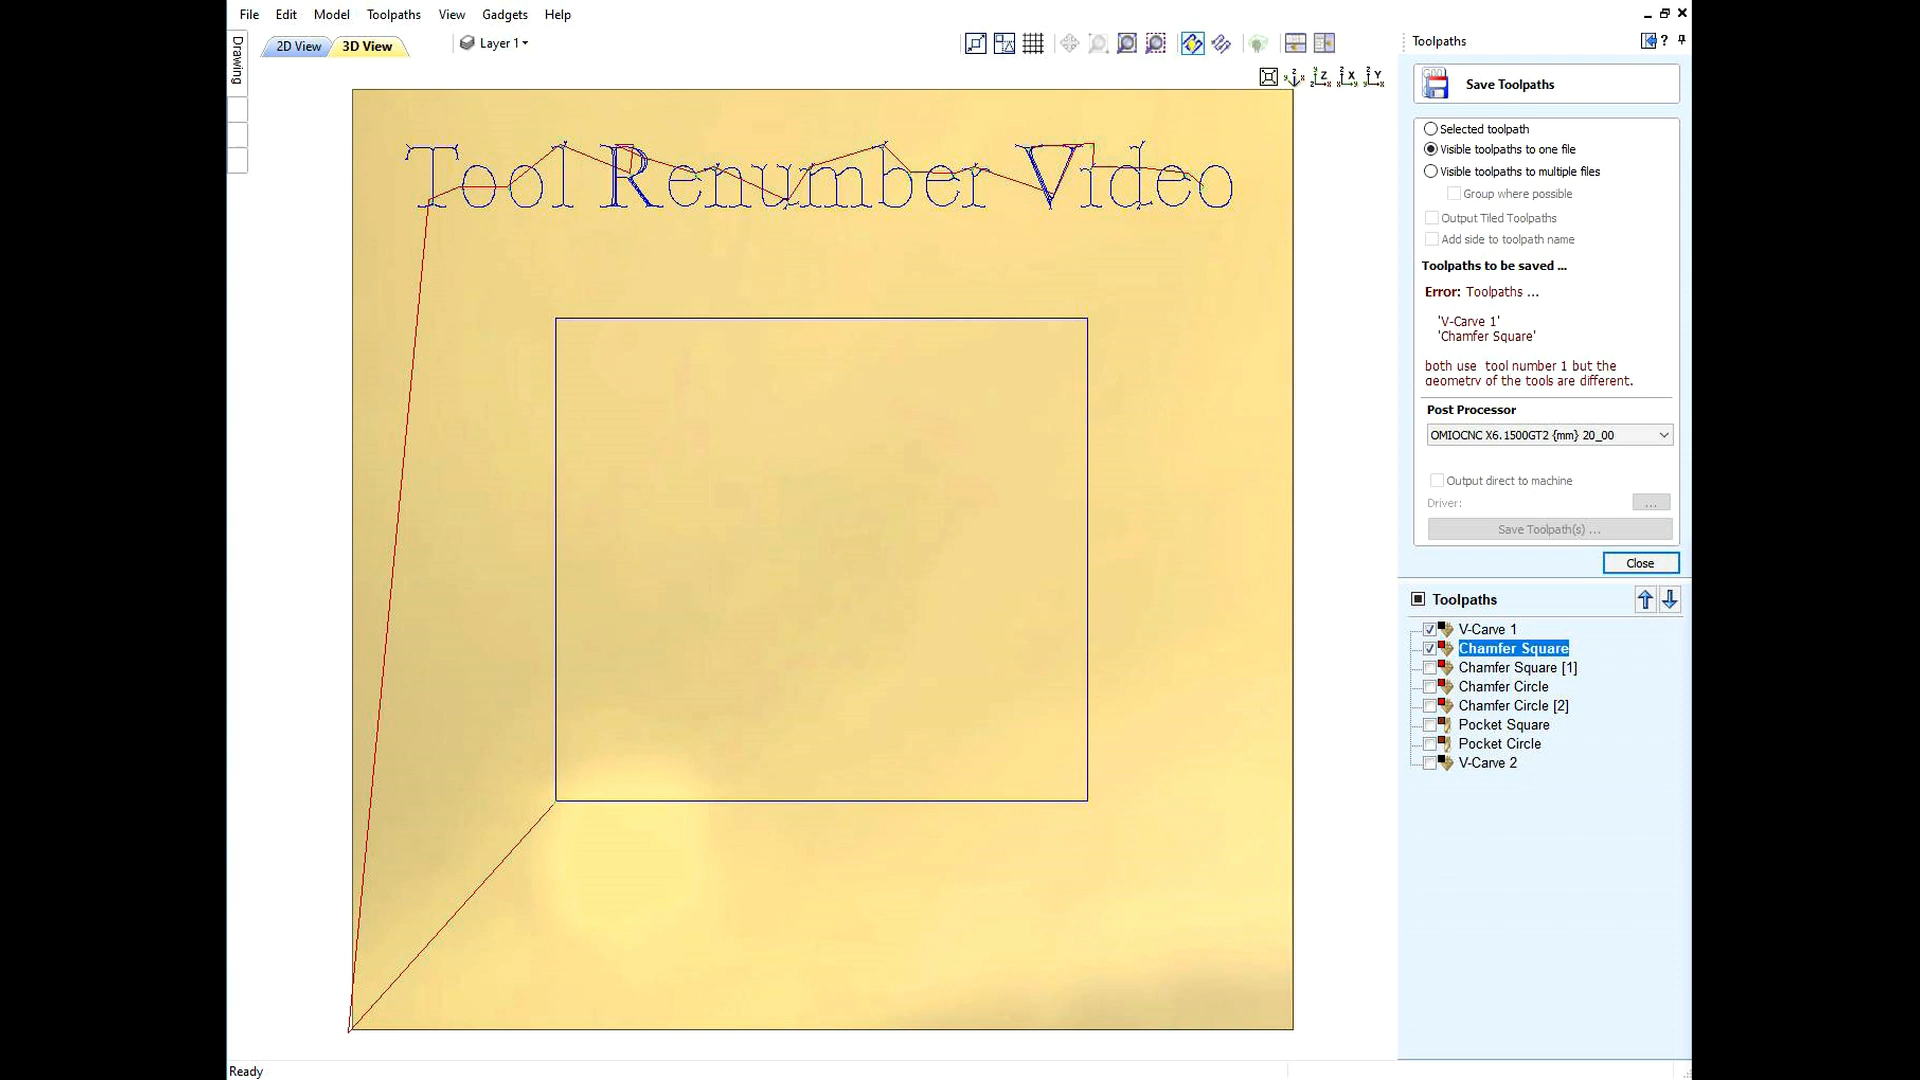 File Edit Model Toolpaths View Gadgets Help
Drawing
2D View 3D View Layer 1
Toolpaths
?
z y x
z x
z X
z Y
Save Toolpaths
Selected toolpath
Visible toolpaths to one file
Visible toolpaths to multiple files
Group where possible
Output Tiled Toolpaths
Add side to toolpath name
Toolpaths to be saved ...
Error: Toolpaths ...
'V-Carve 1'
'Chamfer Square'
both use tool number 1 but the
geometry of the tools are different.
Post Processor
OMIOCNC X6.1500GT2 {mm} 20_00
Output direct to machine
Driver: ...
Save Toolpath(s) ...
Close
Toolpaths
V-Carve 1
Chamfer Square
Chamfer Square [1]
Chamfer Circle
Chamfer Circle [2]
Pocket Square
Pocket Circle
V-Carve 2
Tool Renumber Video
Ready